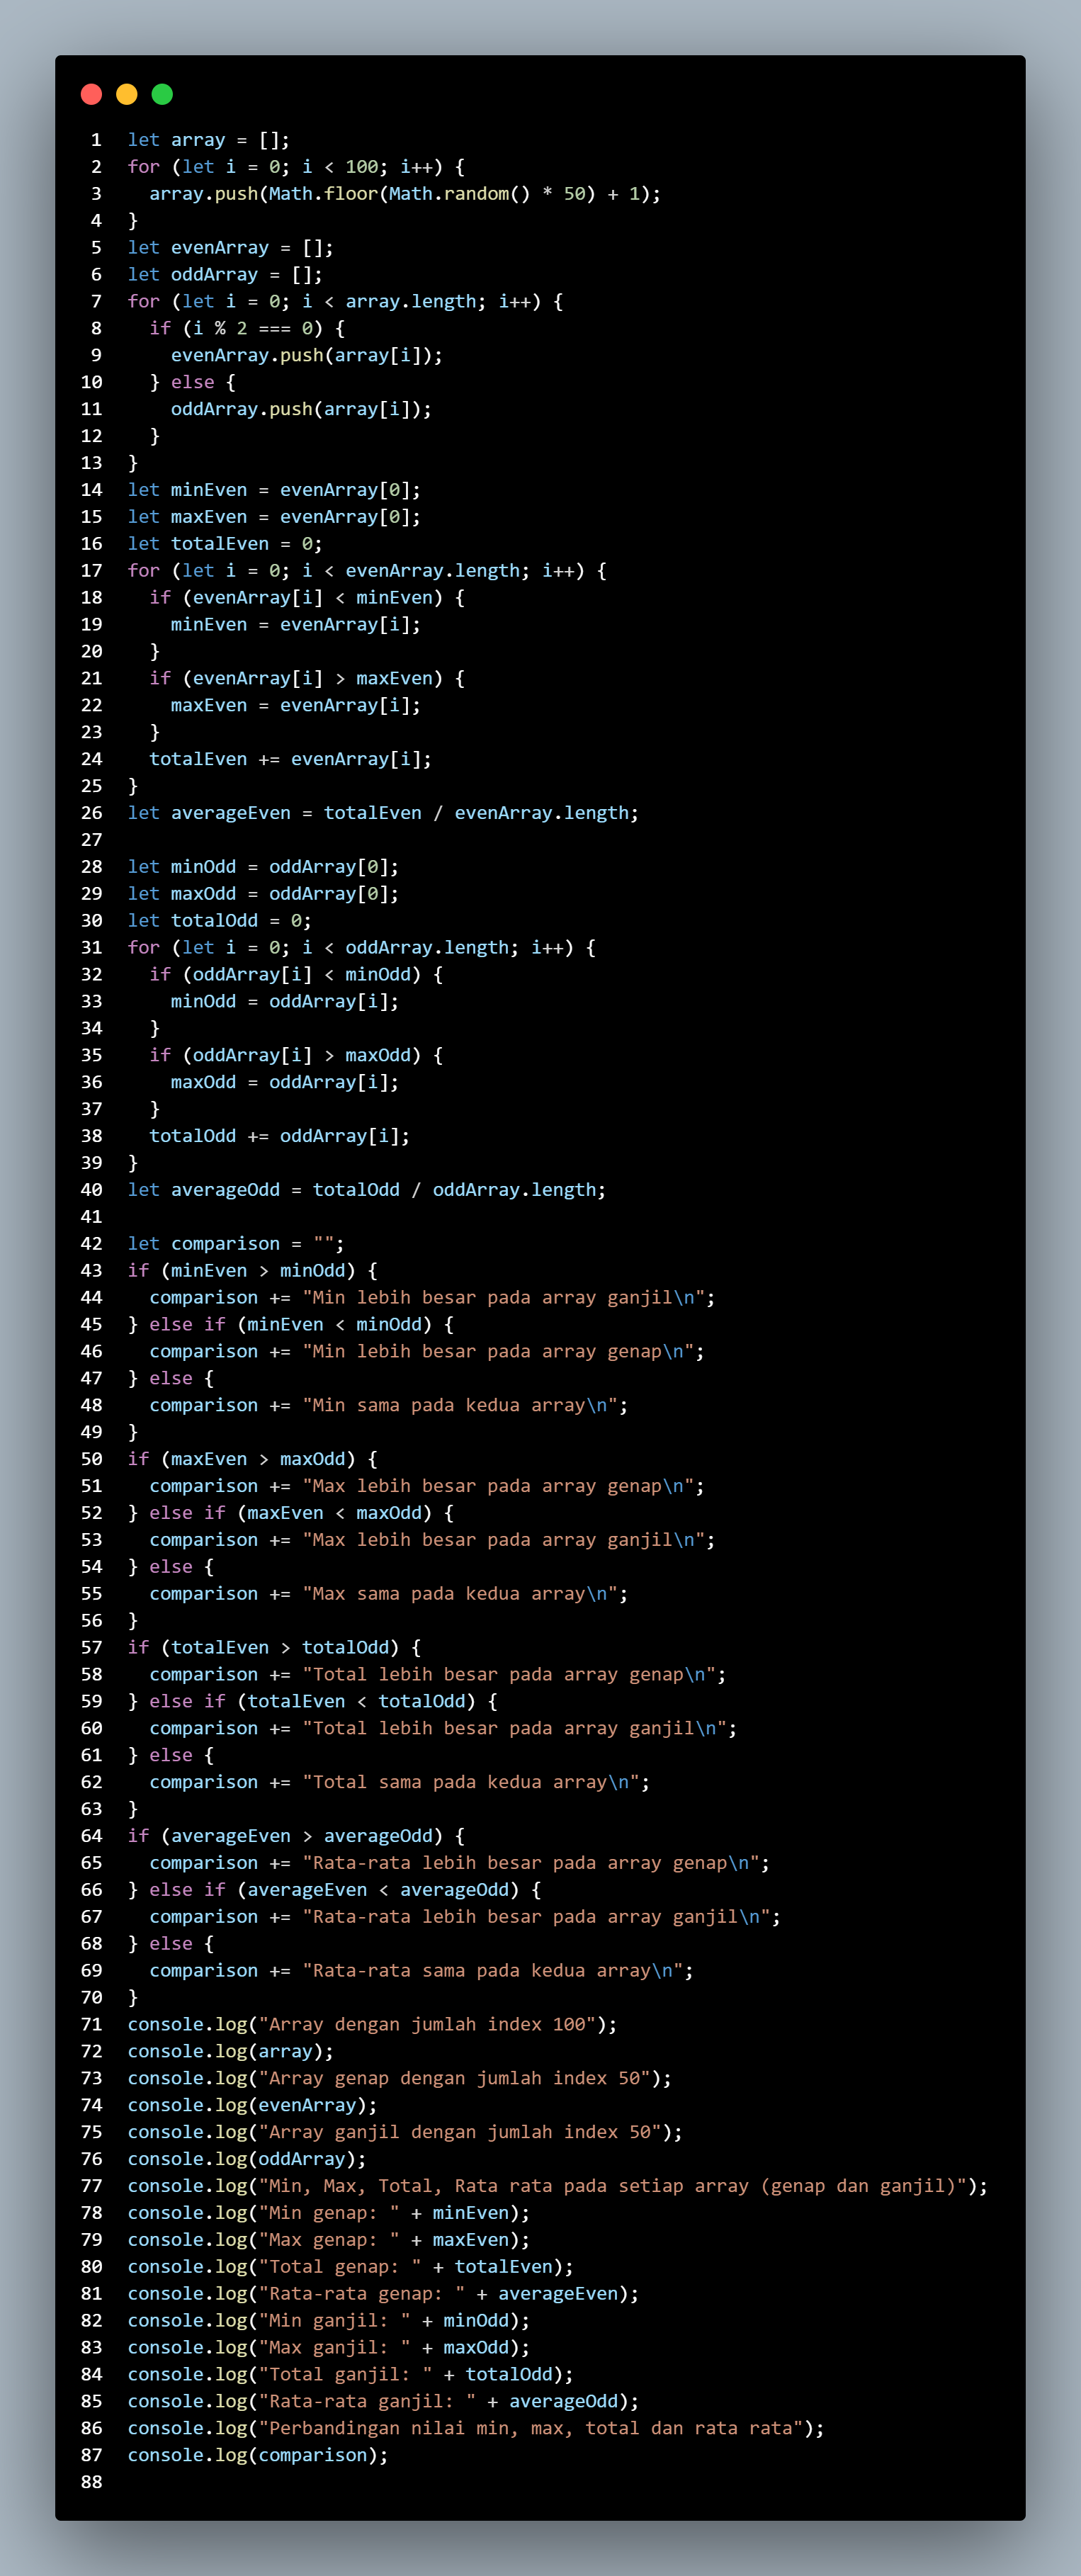 1 let array = [];
2 for (let i = 0; i < 100; i++) {
3   array.push(Math.floor(Math.random() * 50) + 1);
4 }
5 let evenArray = [];
6 let oddArray = [];
7 for (let i = 0; i < array.length; i++) {
8   if (i % 2 === 0) {
9     evenArray.push(array[i]);
10   } else {
11     oddArray.push(array[i]);
12   }
13 }
14 let minEven = evenArray[0];
15 let maxEven = evenArray[0];
16 let totalEven = 0;
17 for (let i = 0; i < evenArray.length; i++) {
18   if (evenArray[i] < minEven) {
19     minEven = evenArray[i];
20   }
21   if (evenArray[i] > maxEven) {
22     maxEven = evenArray[i];
23   }
24   totalEven += evenArray[i];
25 }
26 let averageEven = totalEven / evenArray.length;
27
28 let minOdd = oddArray[0];
29 let maxOdd = oddArray[0];
30 let totalOdd = 0;
31 for (let i = 0; i < oddArray.length; i++) {
32   if (oddArray[i] < minOdd) {
33     minOdd = oddArray[i];
34   }
35   if (oddArray[i] > maxOdd) {
36     maxOdd = oddArray[i];
37   }
38   totalOdd += oddArray[i];
39 }
40 let averageOdd = totalOdd / oddArray.length;
41
42 let comparison = "";
43 if (minEven > minOdd) {
44   comparison += "Min lebih besar pada array ganjil\n";
45 } else if (minEven < minOdd) {
46   comparison += "Min lebih besar pada array genap\n";
47 } else {
48   comparison += "Min sama pada kedua array\n";
49 }
50 if (maxEven > maxOdd) {
51   comparison += "Max lebih besar pada array genap\n";
52 } else if (maxEven < maxOdd) {
53   comparison += "Max lebih besar pada array ganjil\n";
54 } else {
55   comparison += "Max sama pada kedua array\n";
56 }
57 if (totalEven > totalOdd) {
58   comparison += "Total lebih besar pada array genap\n";
59 } else if (totalEven < totalOdd) {
60   comparison += "Total lebih besar pada array ganjil\n";
61 } else {
62   comparison += "Total sama pada kedua array\n";
63 }
64 if (averageEven > averageOdd) {
65   comparison += "Rata-rata lebih besar pada array genap\n";
66 } else if (averageEven < averageOdd) {
67   comparison += "Rata-rata lebih besar pada array ganjil\n";
68 } else {
69   comparison += "Rata-rata sama pada kedua array\n";
70 }
71 console.log("Array dengan jumlah index 100");
72 console.log(array);
73 console.log("Array genap dengan jumlah index 50");
74 console.log(evenArray);
75 console.log("Array ganjil dengan jumlah index 50");
76 console.log(oddArray);
77 console.log("Min, Max, Total, Rata rata pada setiap array (genap dan ganjil)");
78 console.log("Min genap: " + minEven);
79 console.log("Max genap: " + maxEven);
80 console.log("Total genap: " + totalEven);
81 console.log("Rata-rata genap: " + averageEven);
82 console.log("Min ganjil: " + minOdd);
83 console.log("Max ganjil: " + maxOdd);
84 console.log("Total ganjil: " + totalOdd);
85 console.log("Rata-rata ganjil: " + averageOdd);
86 console.log("Perbandingan nilai min, max, total dan rata rata");
87 console.log(comparison);
88